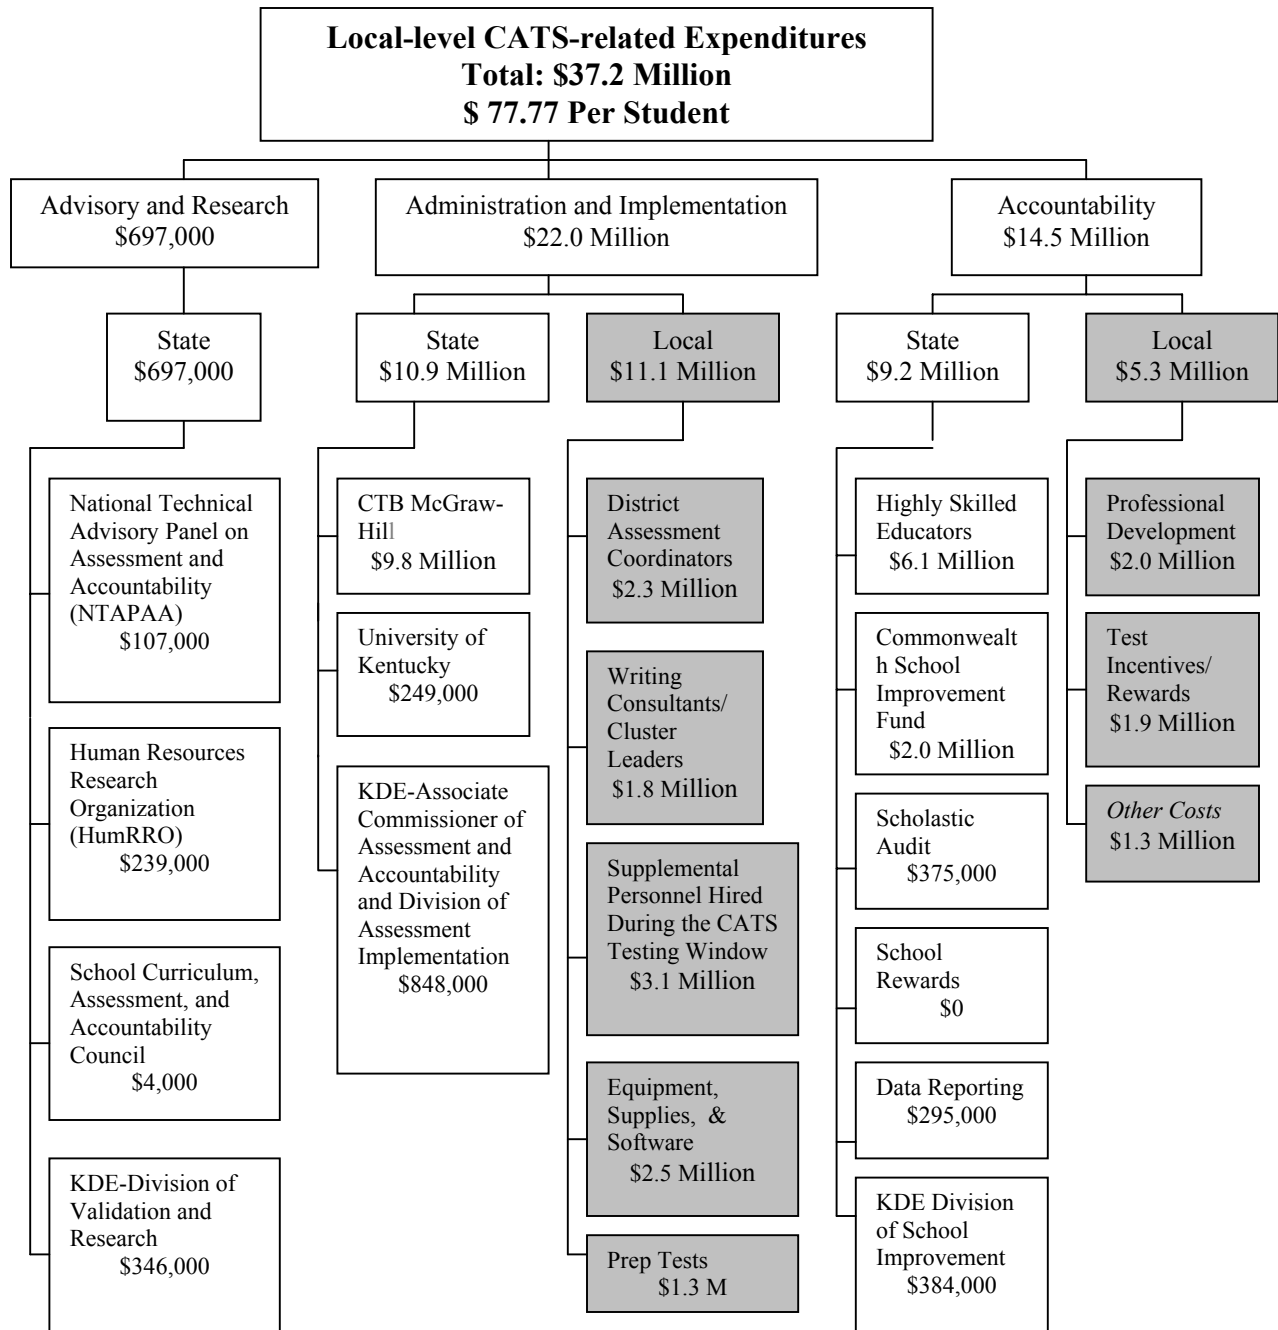 Local-level CATS-related Expenditures
Total: $37.2 Million
$ 77.77 Per Student
Advisory and Research
$697,000
Administration and Implementation
$22.0 Million
Accountability
$14.5 Million
State
$697,000
State
$10.9 Million
Local
$11.1 Million
State
$9.2 Million
Local
$5.3 Million
National Technical
Advisory Panel on
Assessment and
Accountability
(NTAPAA)
$107,000
Human Resources
Research
Organization
(HumRRO)
$239,000
School Curriculum,
Assessment, and
Accountability
Council
$4,000
KDE-Division of
Validation and
Research
$346,000
CTB McGraw-
Hill
$9.8 Million
University of
Kentucky
$249,000
KDE-Associate
Commissioner of
Assessment and
Accountability
and Division of
Assessment
Implementation
$848,000
District
Assessment
Coordinators
$2.3 Million
Writing
Consultants/
Cluster
Leaders
$1.8 Million
Supplemental
Personnel Hired
During the CATS
Testing Window
$3.1 Million
Equipment,
Supplies, &
Software
$2.5 Million
Prep Tests
$1.3 M
Highly Skilled
Educators
$6.1 Million
Commonwealt
h School
Improvement
Fund
$2.0 Million
Scholastic
Audit
$375,000
School
Rewards
$0
Data Reporting
$295,000
KDE Division
of School
Improvement
$384,000
Professional
Development
$2.0 Million
Test
Incentives/
Rewards
$1.9 Million
Other Costs
$1.3 Million